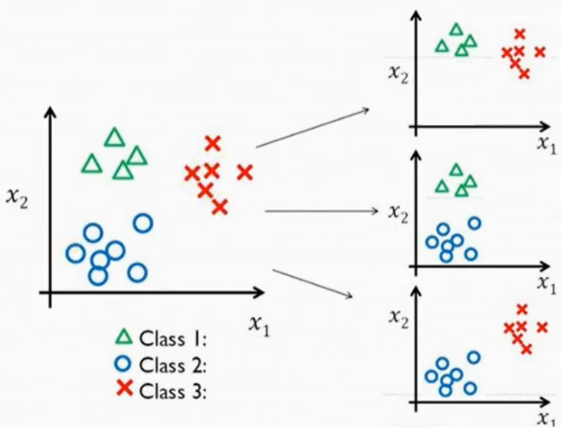 x₂
x₁
Class 1:
Class 2:
Class 3:
x₂
x₁
x₂
x₁
x₂
x₁